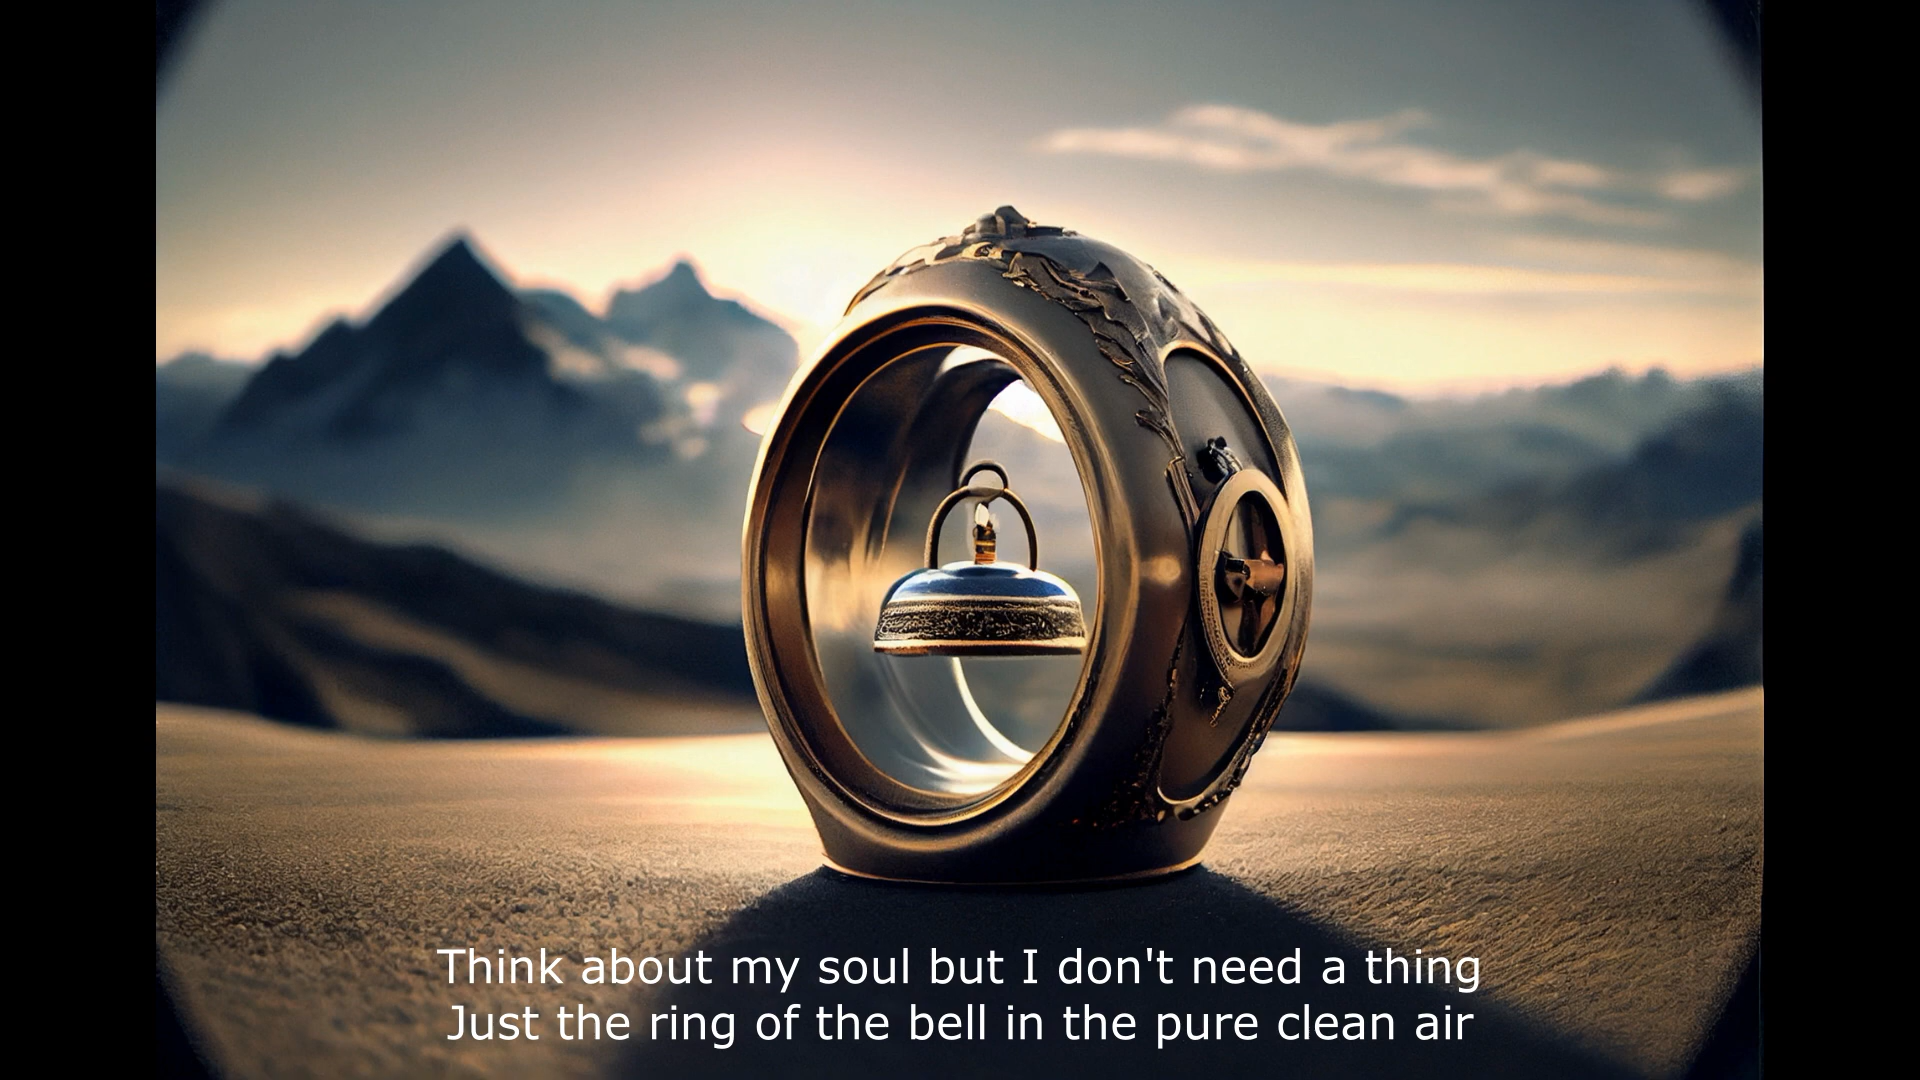 Think about my soul but I don't need a thing
Just the ring of the bell in the pure clean air